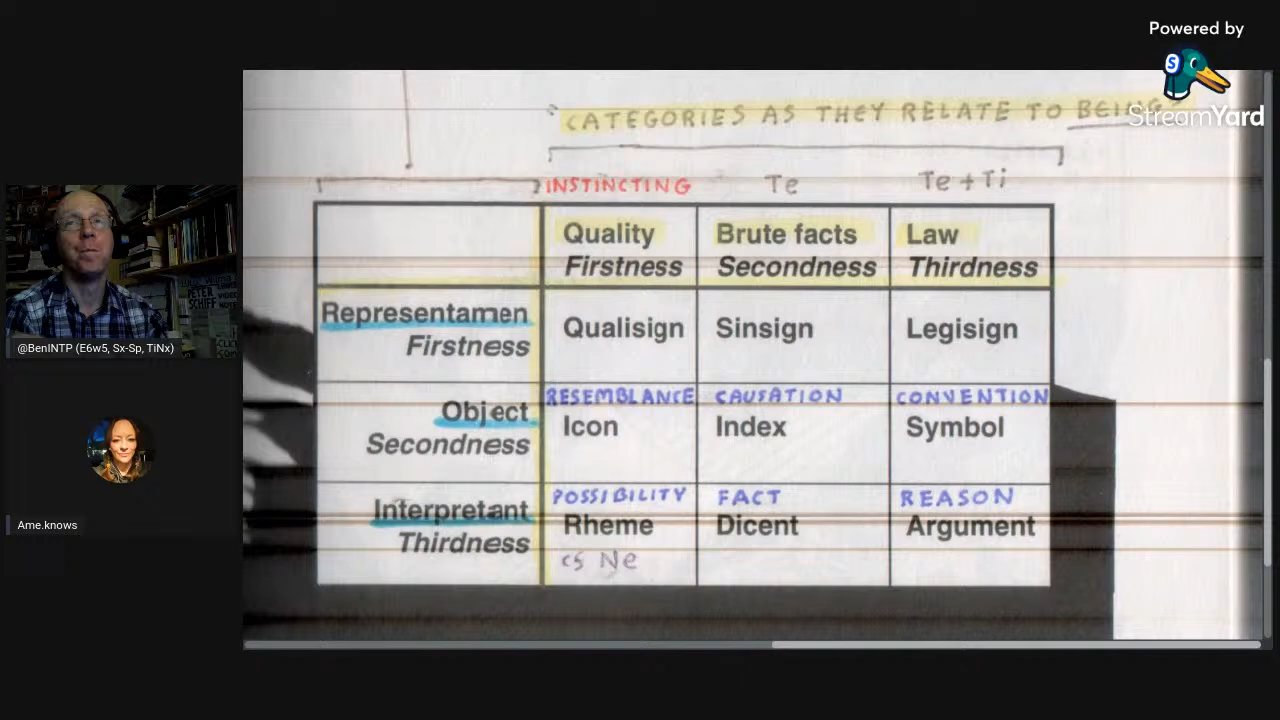 Powered by
StreamYard
CATEGORIES AS THEY RELATE TO BEING
INSTINCTING Te Te + Ti
Quality Brute facts Law
Firstness Secondness Thirdness
Representamen
Firstness
Qualisign Sinsign Legisign
RESEMBLANCE CAUSATION CONVENTION
Object
Secondness
Icon Index Symbol
POSSIBILITY FACT REASON
Interpretant
Thirdness
Rheme Dicent Argument
cs Ne
PETER
SCHIFF
@BenINTP (E6w5, Sx-Sp, TiNx)
Ame.knows